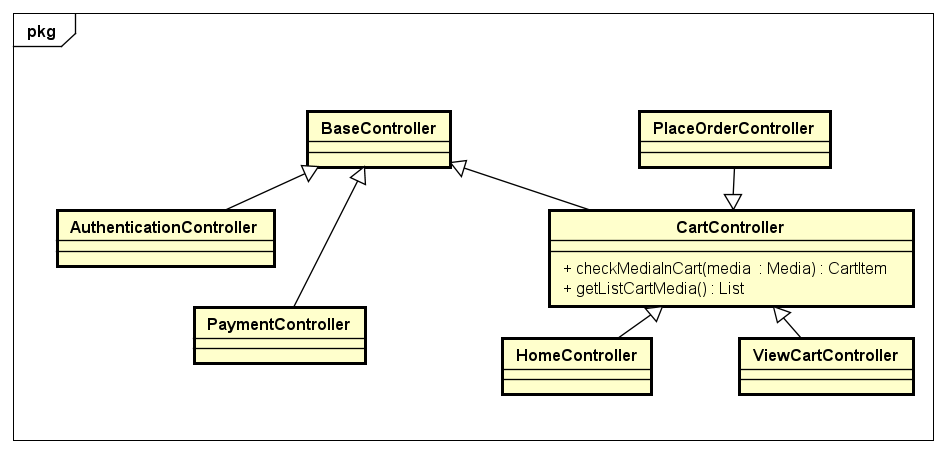 pkg
BaseController
PlaceOrderController
AuthenticationController
CartController
+ checkMediaInCart(media : Media) : CartItem
+ getListCartMedia() : List
PaymentController
HomeController
ViewCartController